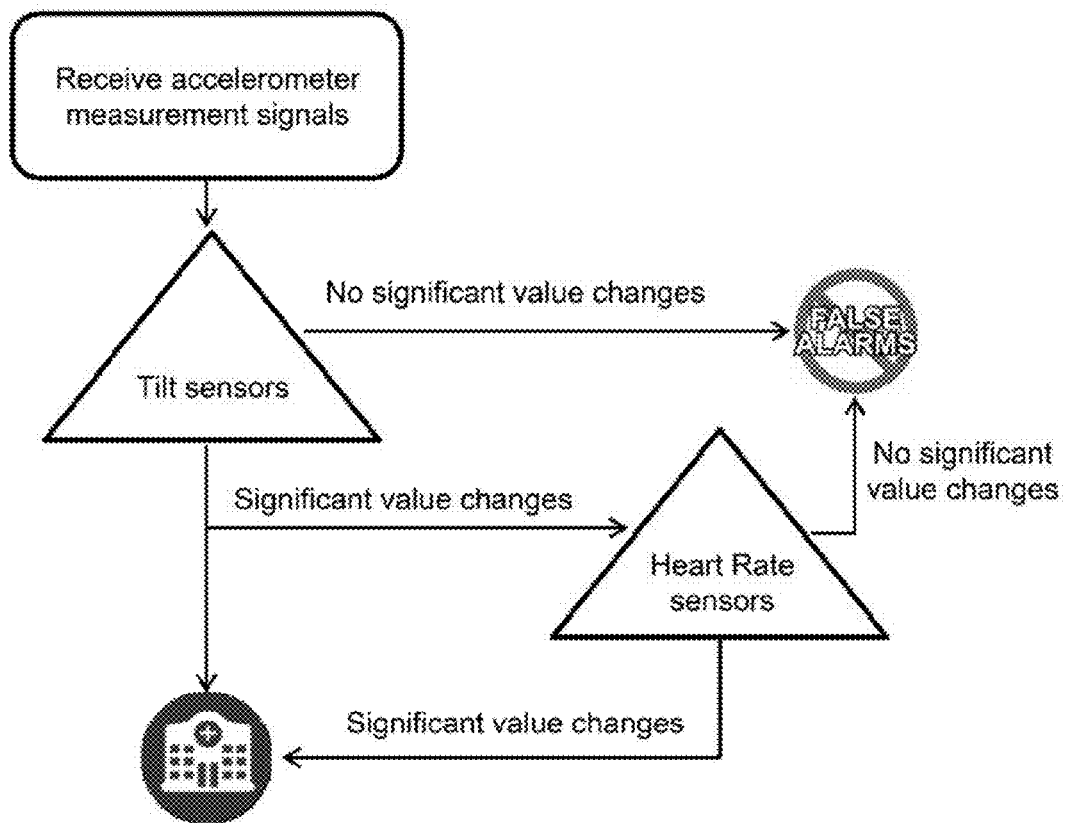 Receive accelerometer
measurement signals
No significant value changes
FALSE
ALARMS
Tilt sensors
No significant
value changes
Significant value changes
Heart Rate
sensors
Significant value changes